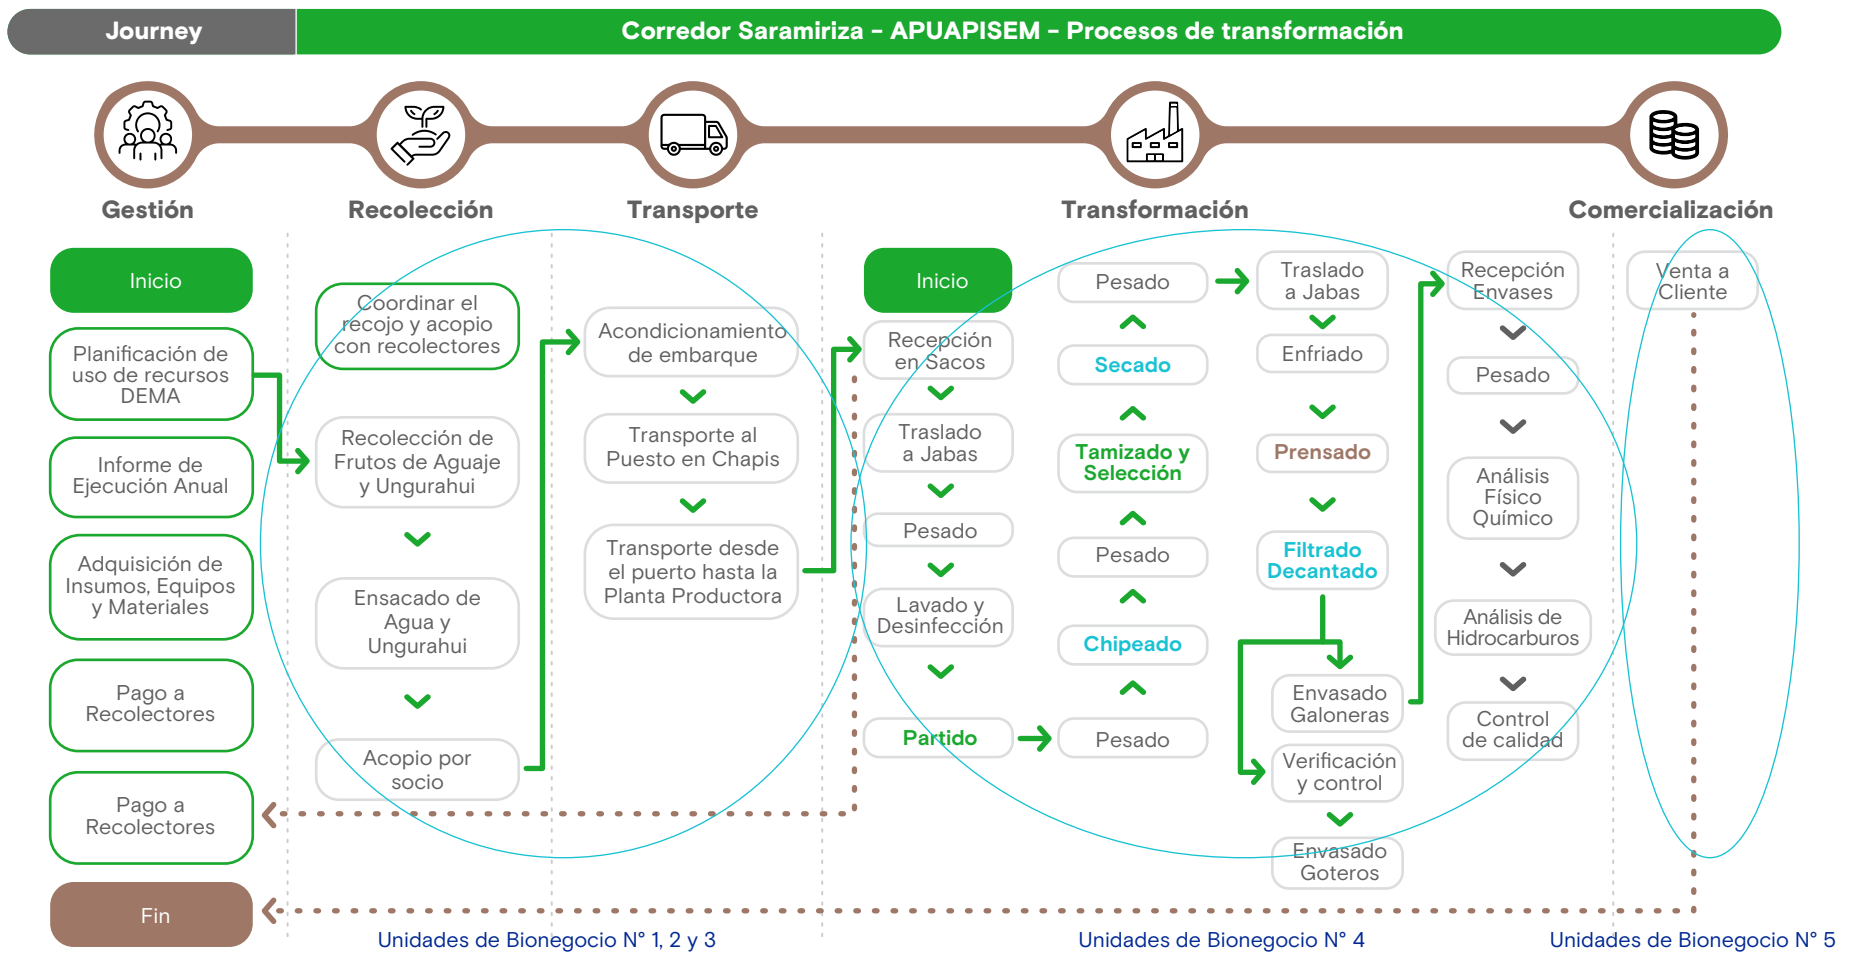 Journey
Corredor Saramiriza - APUAPISEM - Procesos de transformación
Gestión
Recolección
Transporte
Transformación
Comercialización
Inicio
Planificación de
uso de recursos
DEMA
Informe de
Ejecución Anual
Adquisición de
Insumos, Equipos
y Materiales
Pago a
Recolectores
Pago a
Recolectores
Fin
Coordinar el
recojo y acopio
con recolectores
Recolección de
Frutos de Aguaje
y Ungurahui
Ensacado de
Agua y
Ungurahui
Acopio por
socio
Acondicionamiento
de embarque
Transporte al
Puesto en Chapis
Transporte desde
el puerto hasta la
Planta Productora
Inicio
Recepción
en Sacos
Traslado
a Jabas
Pesado
Lavado y
Desinfección
Partido
Pesado
Secado
Tamizado y
Selección
Pesado
Chipeado
Pesado
Traslado
a Jabas
Enfriado
Prensado
Filtrado
Decantado
Envasado
Galoneras
Verificación
y control
Envasado
Goteros
Recepción
Envases
Pesado
Análisis
Físico
Químico
Análisis de
Hidrocarburos
Control
de calidad
Venta a
Cliente
Unidades de Bionegocio N° 1, 2 y 3
Unidades de Bionegocio N° 4
Unidades de Bionegocio N° 5